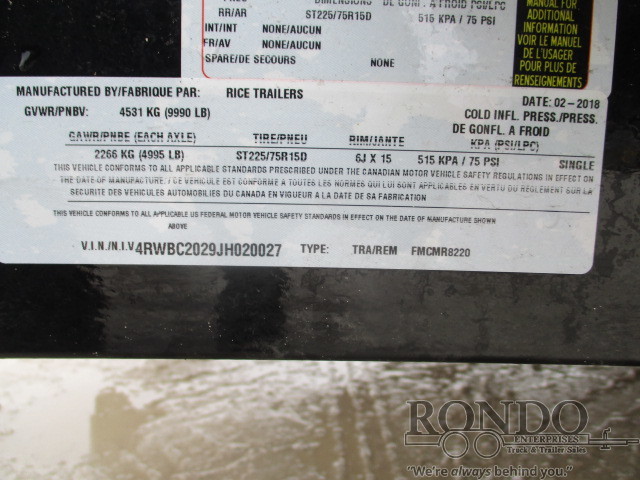 DIMENSIONS DE GONFL. A FROID PSI/LPC
RR/AR ST225/75R15D 515 KPA / 75 PSI
INT/INT NONE/AUCUN
FR/AV NONE/AUCUN
SPARE/DE SECOURS NONE
MANUAL FOR
ADDITIONAL
INFORMATION
VOIR LE MANUEL
DE L'USAGER
POUR PLUS DE
RENSEIGNEMENTS
MANUFACTURED BY/FABRIQUE PAR: RICE TRAILERS DATE: 02-2018
GVWR/PNBV: 4531 KG (9990 LB) COLD INFL. PRESS./PRESS.
DE GONFL. A FROID
GAWR/PNBE (EACH AXLE) TIRE/PNEU RIM/JANTE KPA (PSI/LPC)
2266 KG (4995 LB) ST225/75R15D 6J X 15 515 KPA / 75 PSI SINGLE
THIS VEHICLE CONFORMS TO ALL APPLICABLE STANDARDS PRESCRIBED UNDER THE CANADIAN MOTOR VEHICLE SAFETY REGULATIONS IN EFFECT ON
THE DATE OF MANUFACTURE. / CE VEHICULE EST CONFORME A TOUTES LES NORMES QUI LUI SONT APPLICABLES EN VERTU DU REGLEMENT SUR LA
SECURITE DES VEHICULES AUTOMOBILES DU CANADA EN VIGUEUR A LA DATE DE SA FABRICATION
THIS VEHICLE CONFORMS TO ALL APPLICABLE US FEDERAL MOTOR VEHICLE SAFETY STANDARDS IN EFFECT ON THE DATE OF MANUFACTURE SHOWN
ABOVE
V.I.N./N.I.V. 4RWBC2029JH020027 TYPE: TRA/REM FMCMR8220
RONDO
ENTERPRISES
Truck & Trailer Sales
"We're always behind you."